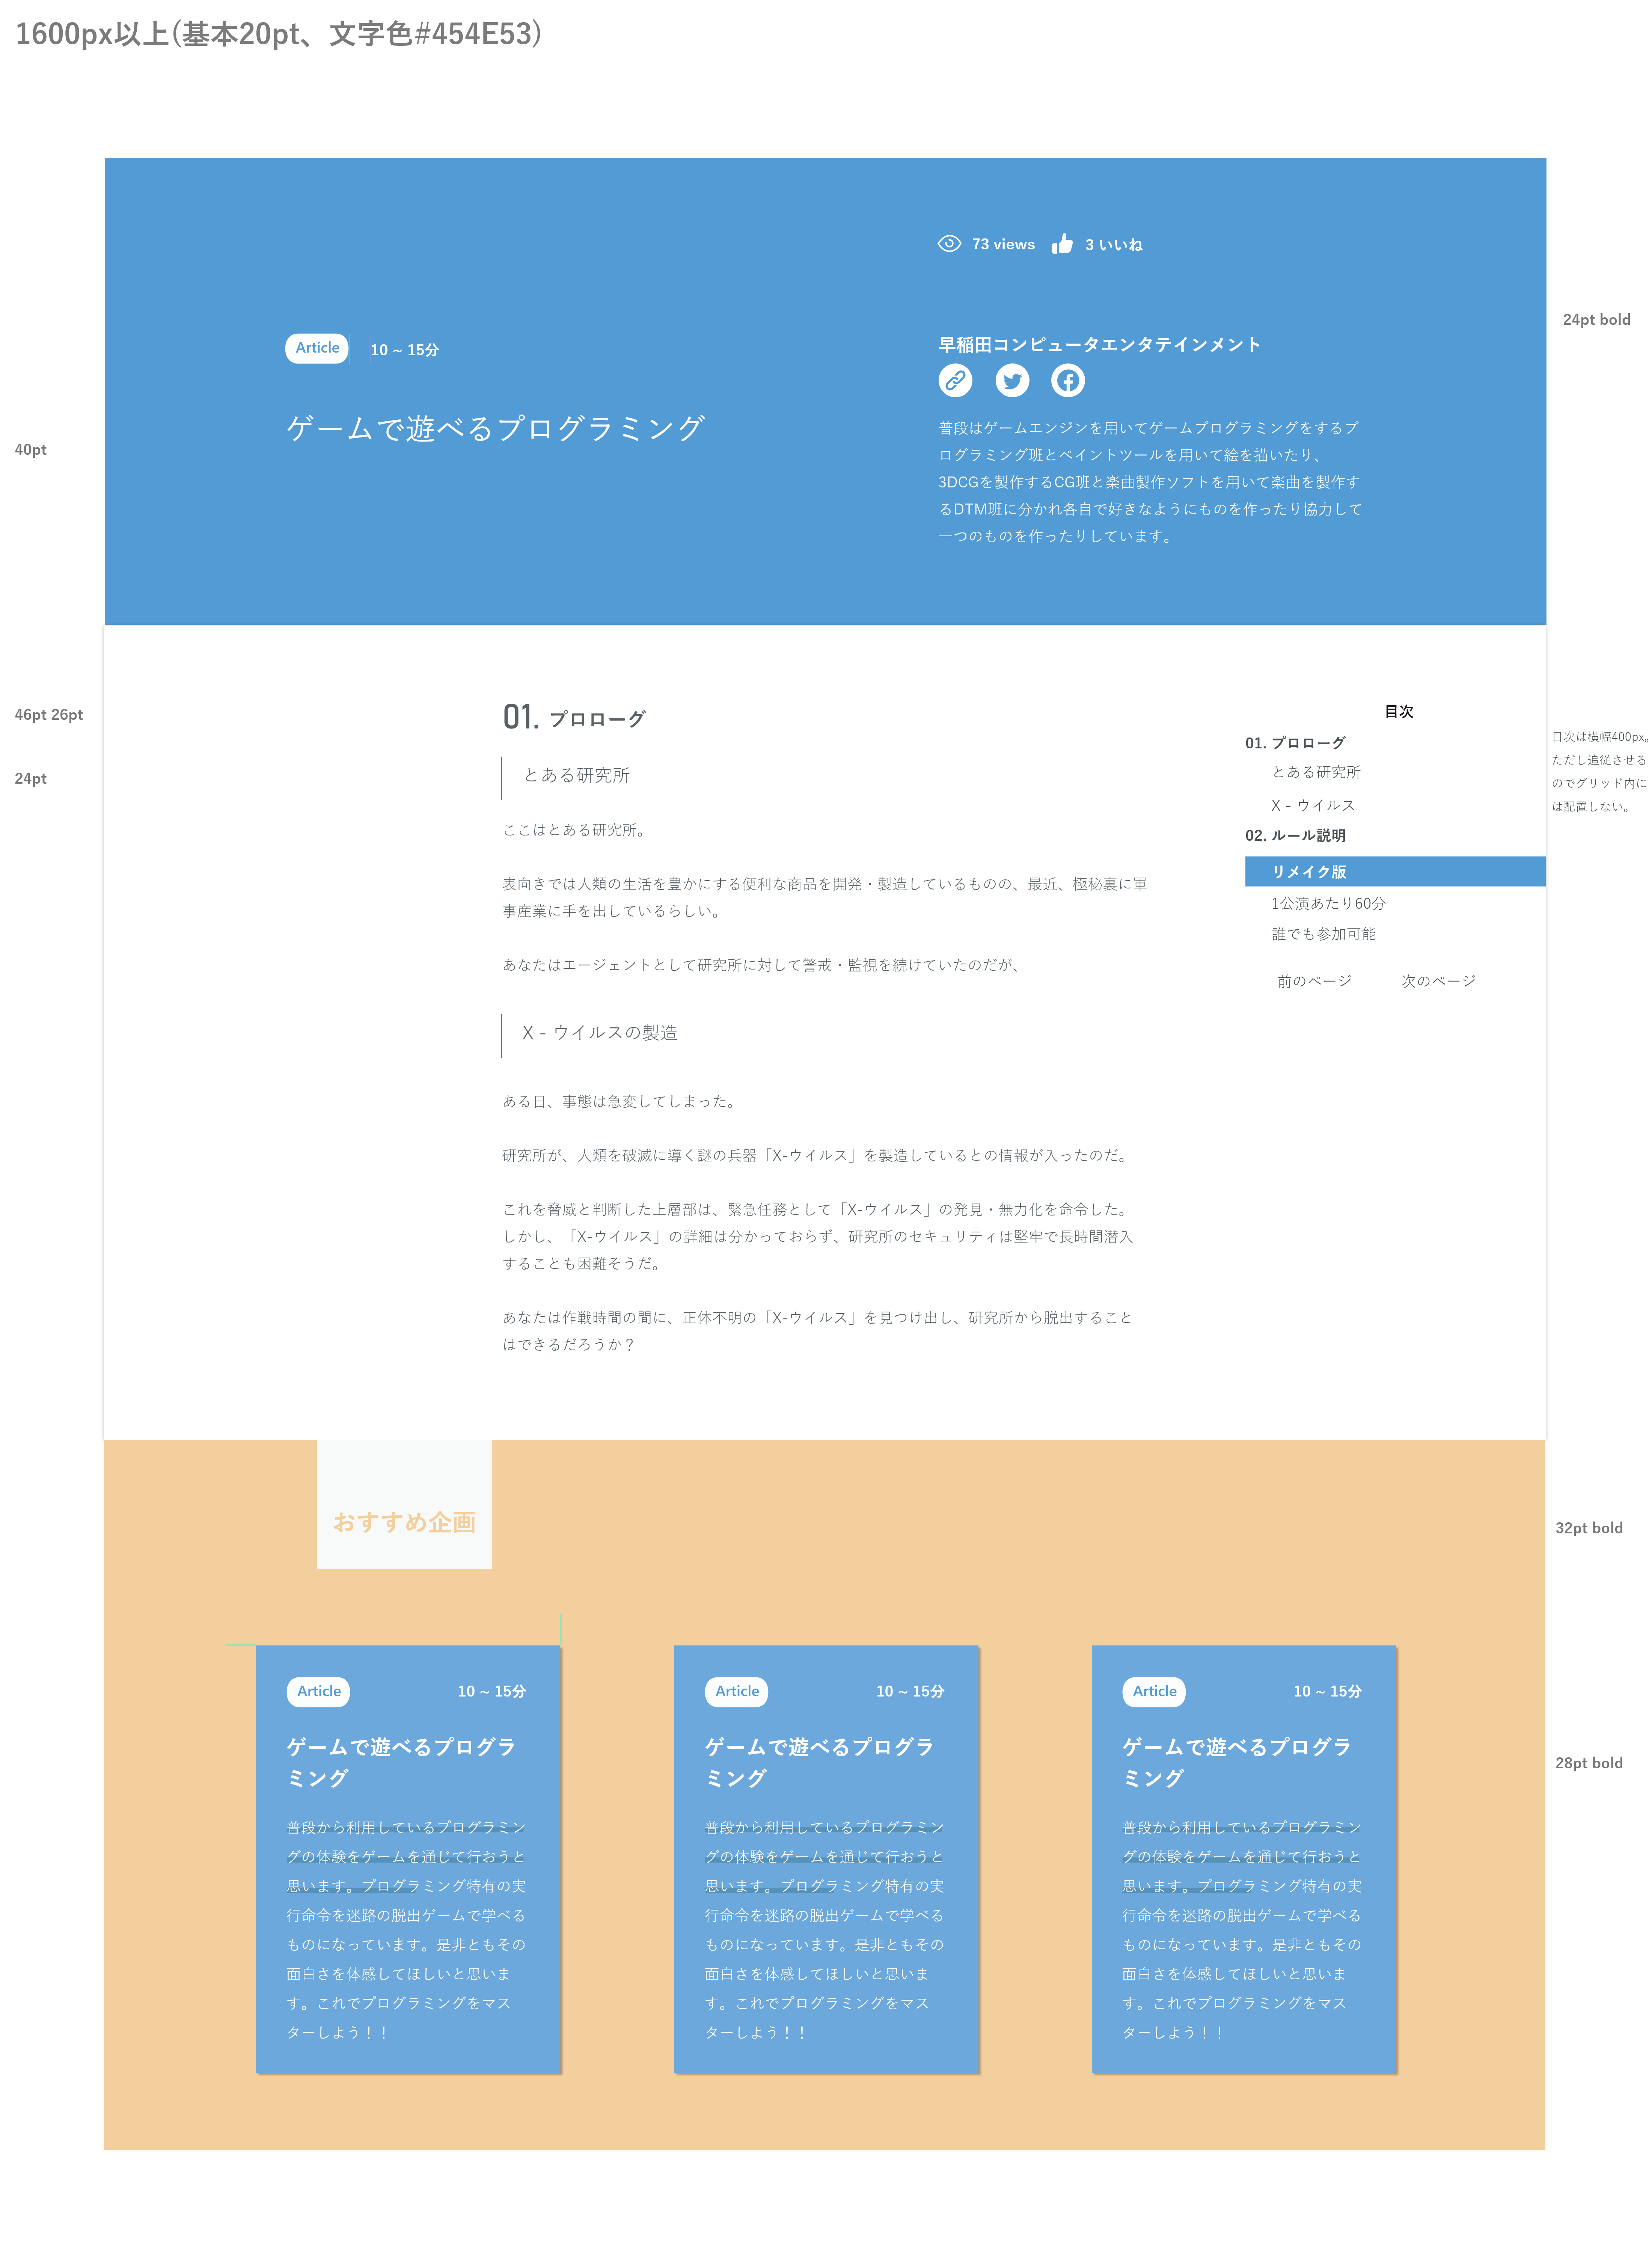 1600px以上(基本20pt、文字色#454E53)
73 views 3 いいね
24pt bold
Article 10 ~ 15分
早稲田コンピュータエンタテインメント
40pt
ゲームで遊べるプログラミング
普段はゲームエンジンを用いてゲームプログラミングをするプ
ログラミング班とペイントツールを用いて絵を描いたり、
3DCGを製作するCG班と楽曲製作ソフトを用いて楽曲を製作す
るDTM班に分かれ各自で好きなようにものを作ったり協力して
一つのものを作ったりしています。
46pt 26pt
01. プロローグ
24pt
とある研究所
ここはとある研究所。
表向きでは人類の生活を豊かにする便利な商品を開発・製造しているものの、最近、極秘裏に軍
事産業に手を出しているらしい。
あなたはエージェントとして研究所に対して警戒・監視を続けていたのだが、
X - ウイルスの製造
ある日、事態は急変してしまった。
研究所が、人類を破滅に導く謎の兵器「X-ウイルス」を製造しているとの情報が入ったのだ。
これを脅威と判断した上層部は、緊急任務として「X-ウイルス」の発見・無力化を命令した。
しかし、「X-ウイルス」の詳細は分かっておらず、研究所のセキュリティは堅牢で長時間潜入
することも困難そうだ。
あなたは作戦時間の間に、正体不明の「X-ウイルス」を見つけ出し、研究所から脱出すること
はできるだろうか？
目次
01. プロローグ
とある研究所
X - ウイルス
02. ルール説明
リメイク版
1公演あたり60分
誰でも参加可能
前のページ 次のページ
目次は横幅400px。
ただし追従させる
のでグリッド内に
は配置しない。
おすすめ企画
32pt bold
Article 10 ~ 15分
ゲームで遊べるプログラ
ミング
普段から利用しているプログラミン
グの体験をゲームを通じて行おうと
思います。プログラミング特有の実
行命令を迷路の脱出ゲームで学べる
ものになっています。是非ともその
面白さを体感してほしいと思いま
す。これでプログラミングをマス
ターしよう！！
Article 10 ~ 15分
ゲームで遊べるプログラ
ミング
普段から利用しているプログラミン
グの体験をゲームを通じて行おうと
思います。プログラミング特有の実
行命令を迷路の脱出ゲームで学べる
ものになっています。是非ともその
面白さを体感してほしいと思いま
す。これでプログラミングをマス
ターしよう！！
Article 10 ~ 15分
ゲームで遊べるプログラ
ミング
普段から利用しているプログラミン
グの体験をゲームを通じて行おうと
思います。プログラミング特有の実
行命令を迷路の脱出ゲームで学べる
ものになっています。是非ともその
面白さを体感してほしいと思いま
す。これでプログラミングをマス
ターしよう！！
28pt bold